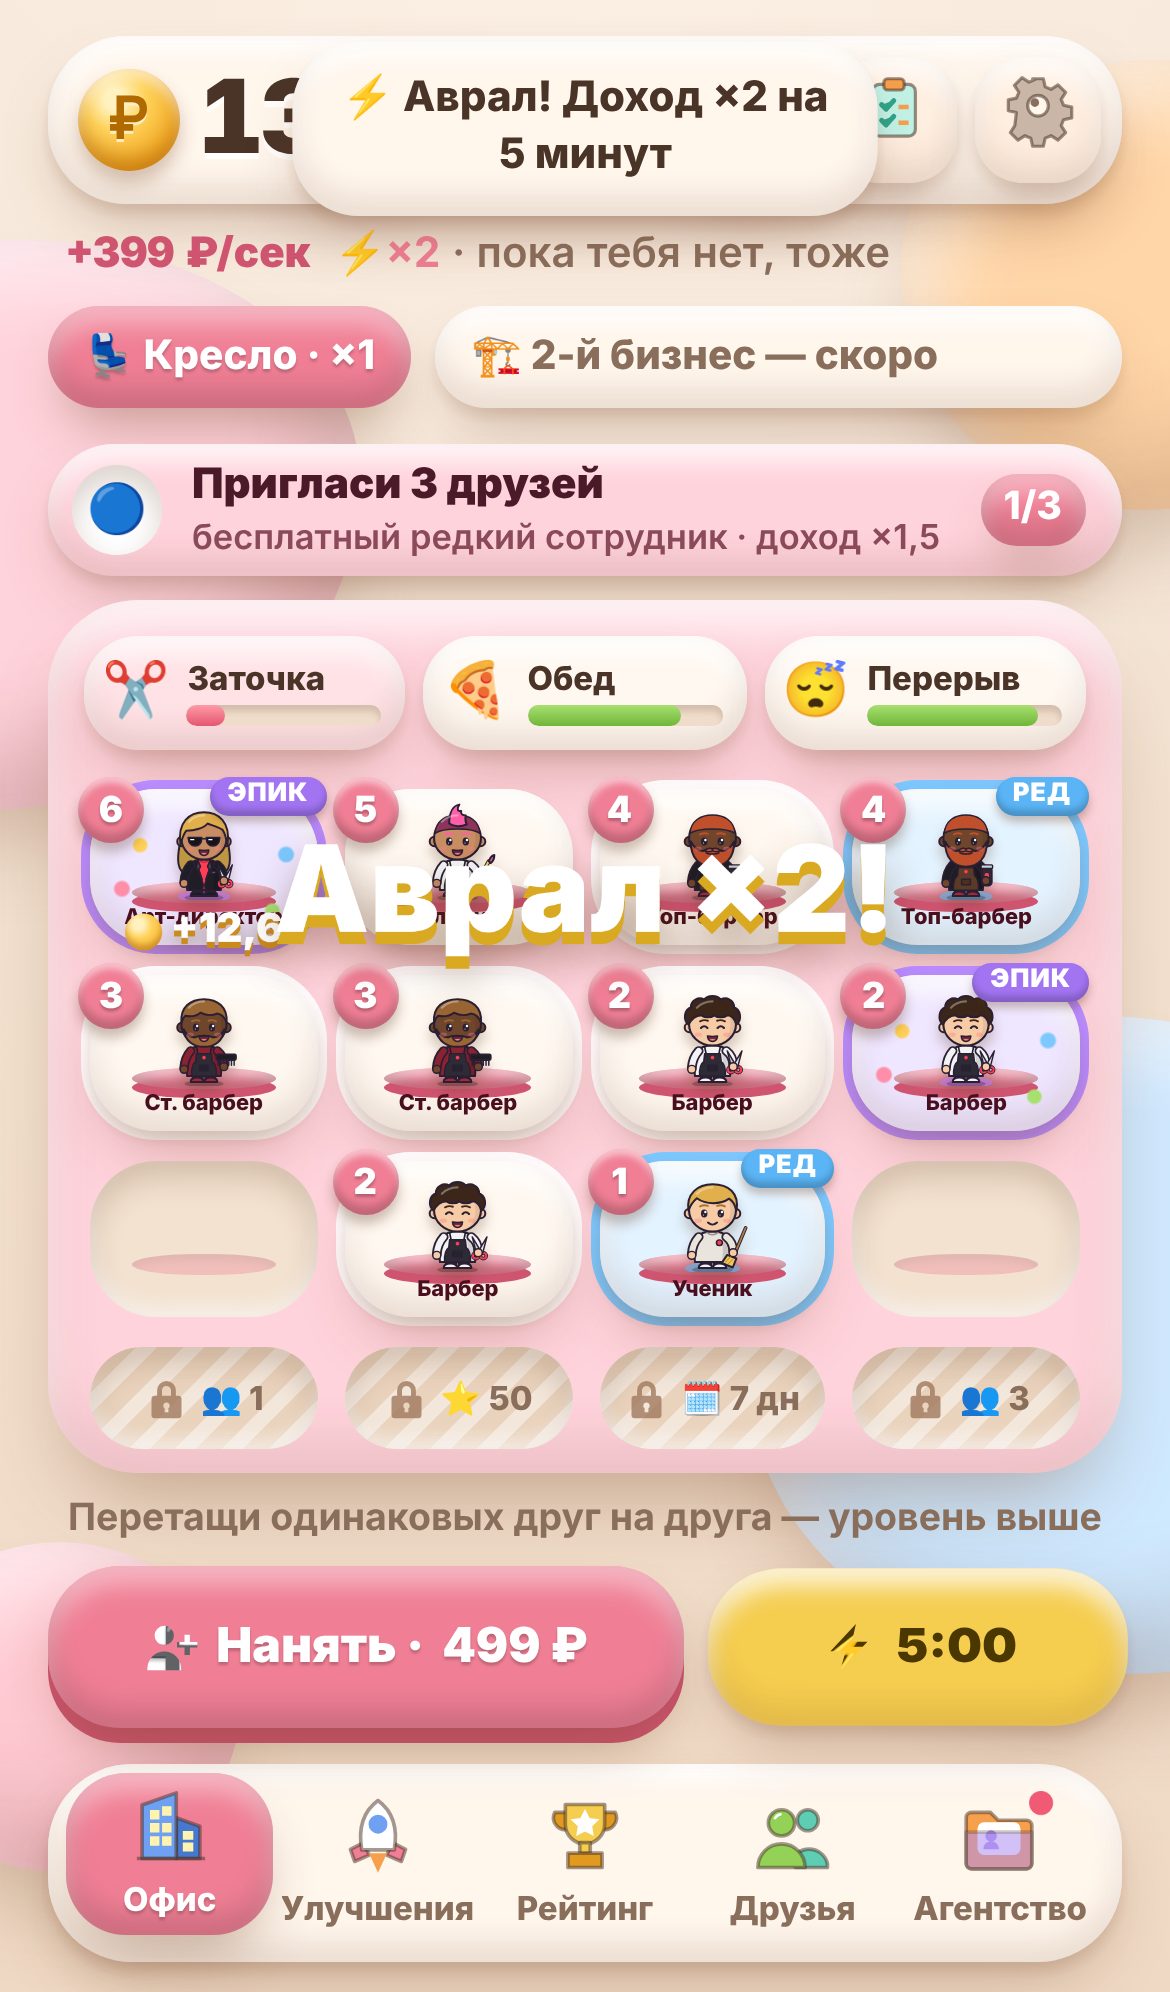 ₽ 13
⚡ Аврал! Доход ×2 на
5 минут
+399 ₽/сек ⚡×2 · пока тебя нет, тоже
Кресло · ×1
2-й бизнес — скоро
Пригласи 3 друзей
бесплатный редкий сотрудник · доход ×1,5
1/3
Заточка
Обед
Перерыв
6 ЭПИК
5
4
4 РЕД
Арт-директор
Топ-барбер
Топ-барбер
+12,6
Аврал ×2!
3
3
2
2 ЭПИК
Ст. барбер
Ст. барбер
Барбер
Барбер
2
1 РЕД
Барбер
Ученик
1
50
7 дн
3
Перетащи одинаковых друг на друга — уровень выше
Нанять · 499 ₽
⚡ 5:00
Офис
Улучшения
Рейтинг
Друзья
Агентство